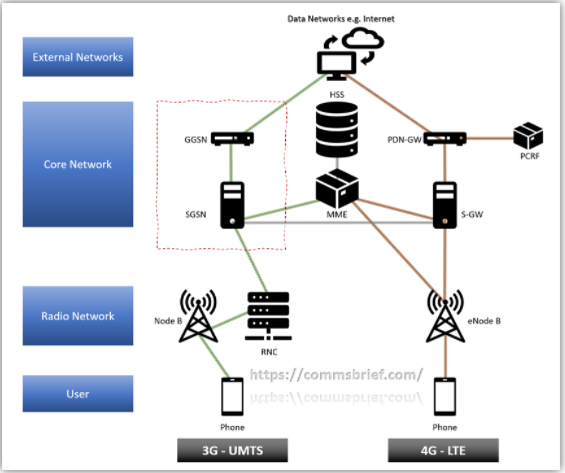 Data Networks e.g. Internet
External Networks
HSS
GGSN
PDN-GW
PCRF
Core Network
SGSN
MME
S-GW
Radio Network
Node B
RNC
eNode B
https://commsbrief.com/
User
Phone
Phone
3G - UMTS
4G - LTE